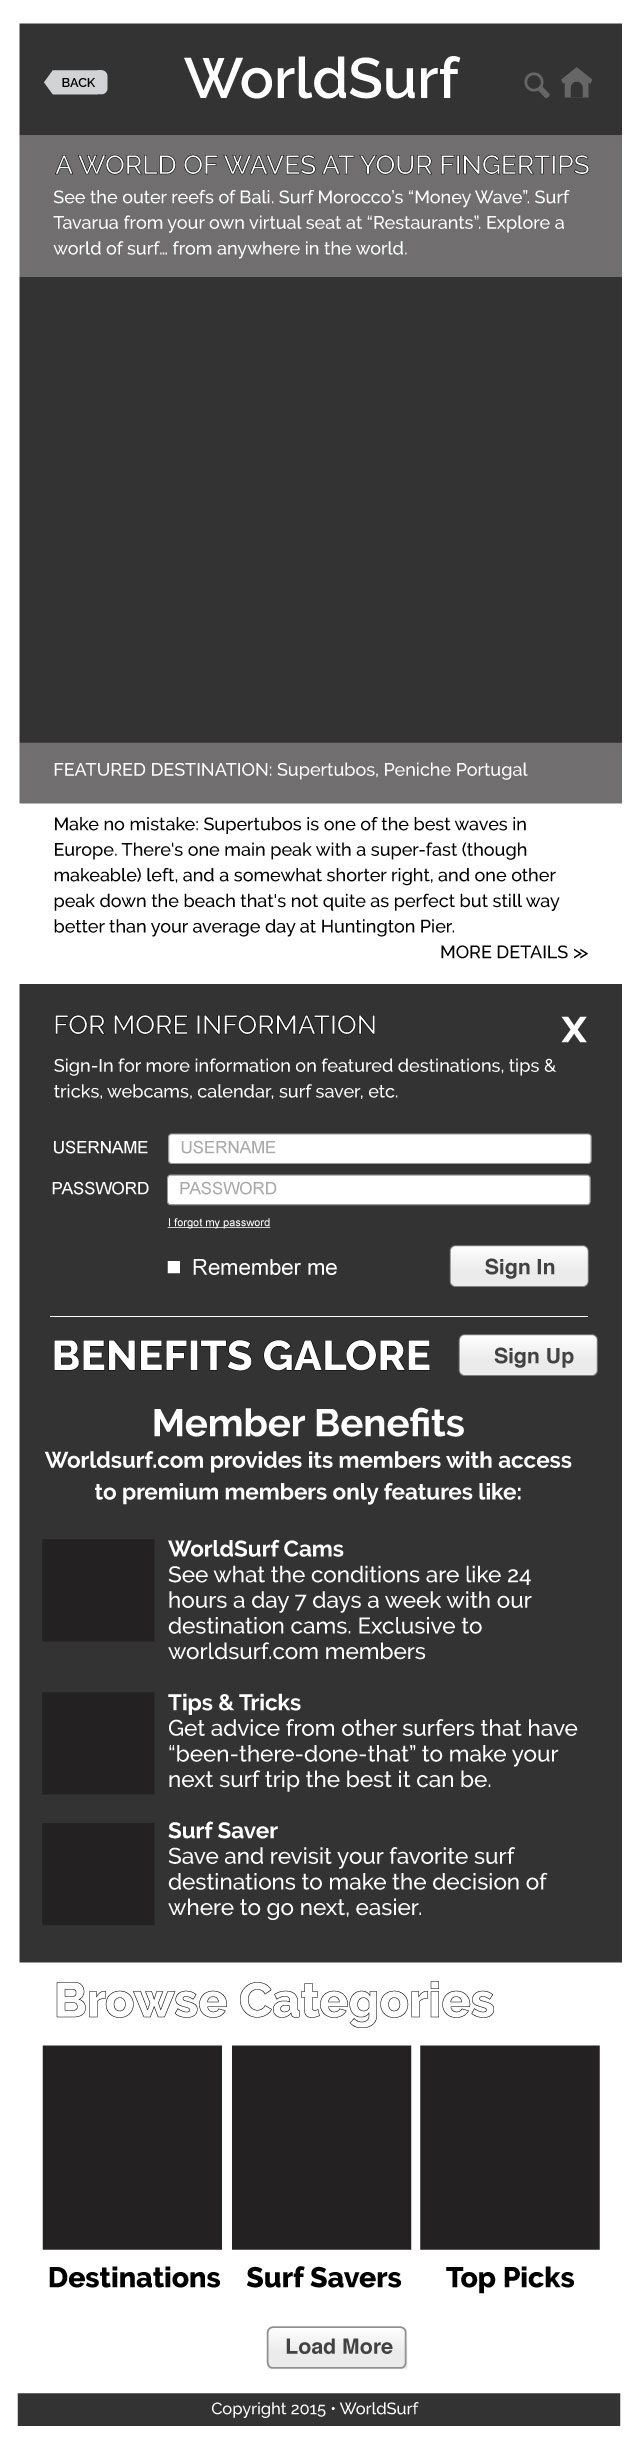 BACK
WorldSurf
A WORLD OF WAVES AT YOUR FINGERTIPS
See the outer reefs of Bali. Surf Morocco's “Money Wave”. Surf
Tavarua from your own virtual seat at “Restaurants”. Explore a
world of surf... from anywhere in the world.
FEATURED DESTINATION: Supertubos, Peniche Portugal
Make no mistake: Supertubos is one of the best waves in
Europe. There's one main peak with a super-fast (though
makeable) left, and a somewhat shorter right, and one other
peak down the beach that's not quite as perfect but still way
better than your average day at Huntington Pier.
MORE DETAILS »
FOR MORE INFORMATION
X
Sign-In for more information on featured destinations, tips &
tricks, webcams, calendar, surf saver, etc.
USERNAME USERNAME
PASSWORD PASSWORD
I forgot my password
Remember me Sign In
BENEFITS GALORE Sign Up
Member Benefits
Worldsurf.com provides its members with access
to premium members only features like:
WorldSurf Cams
See what the conditions are like 24
hours a day 7 days a week with our
destination cams. Exclusive to
worldsurf.com members
Tips & Tricks
Get advice from other surfers that have
“been-there-done-that” to make your
next surf trip the best it can be.
Surf Saver
Save and revisit your favorite surf
destinations to make the decision of
where to go next, easier.
Browse Categories
Destinations Surf Savers Top Picks
Load More
Copyright 2015 • WorldSurf